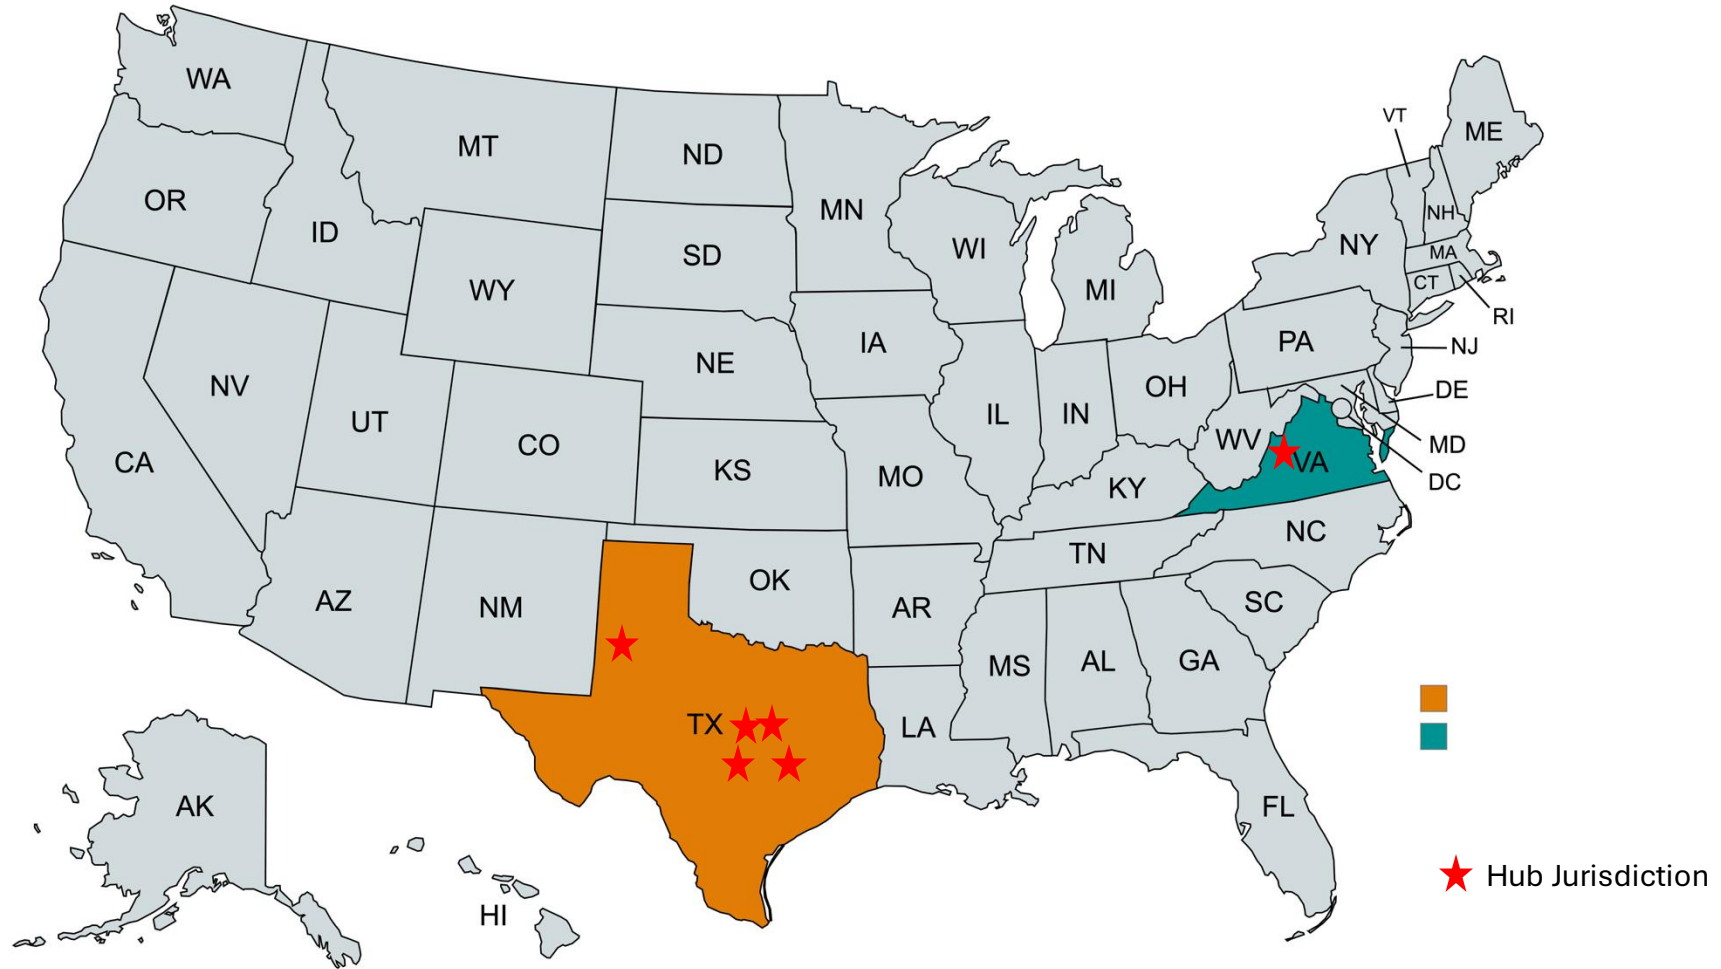 WA
MT
ND
MN
VT
ME
OR
ID
WY
SD
WI
MI
NY
NH
MA
CT
RI
NV
UT
CO
NE
IA
IL
IN
OH
PA
NJ
DE
MD
DC
CA
KS
MO
KY
WV
VA
AZ
NM
OK
AR
TN
NC
SC
TX
LA
MS
AL
GA
FL
AK
HI
Hub Jurisdiction